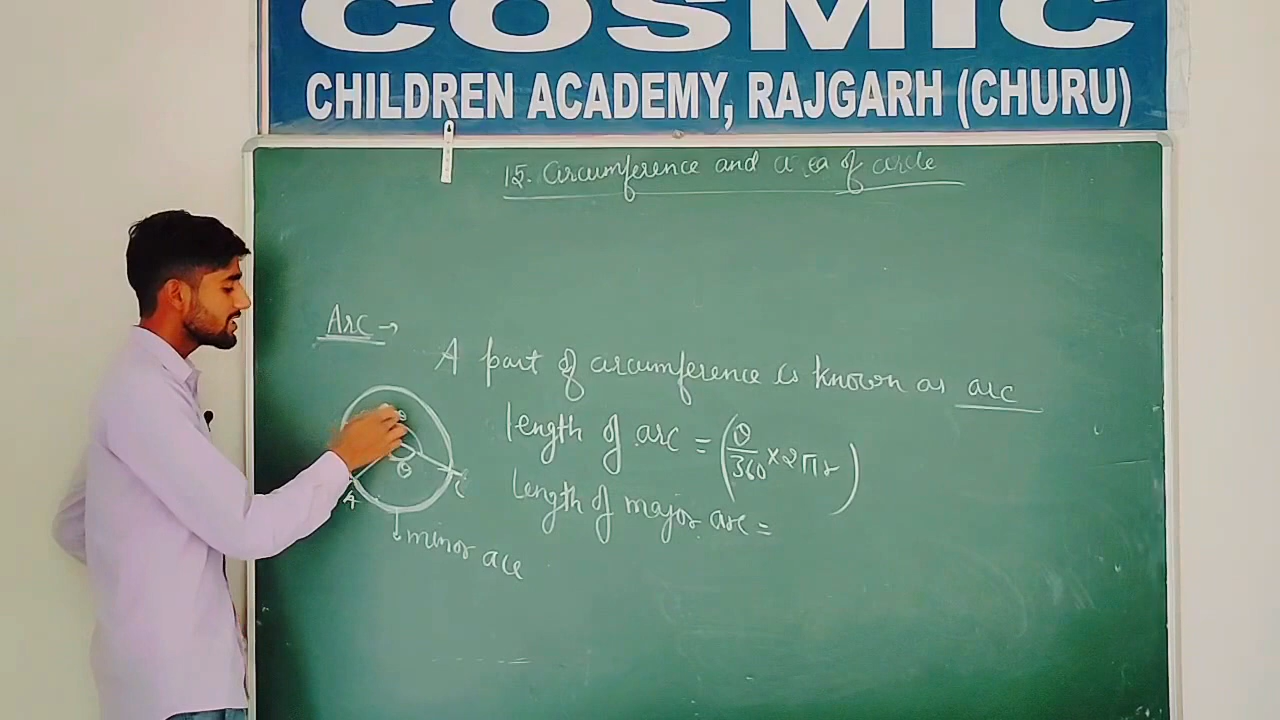 COSMIC
CHILDREN ACADEMY, RAJGARH (CHURU)
15. Circumference and a ea of circle
Arc →
A part of circumference is known as arc
length of arc = (θ/360 × 2πr)
Length of major arc =
θ
A
C
minor arc